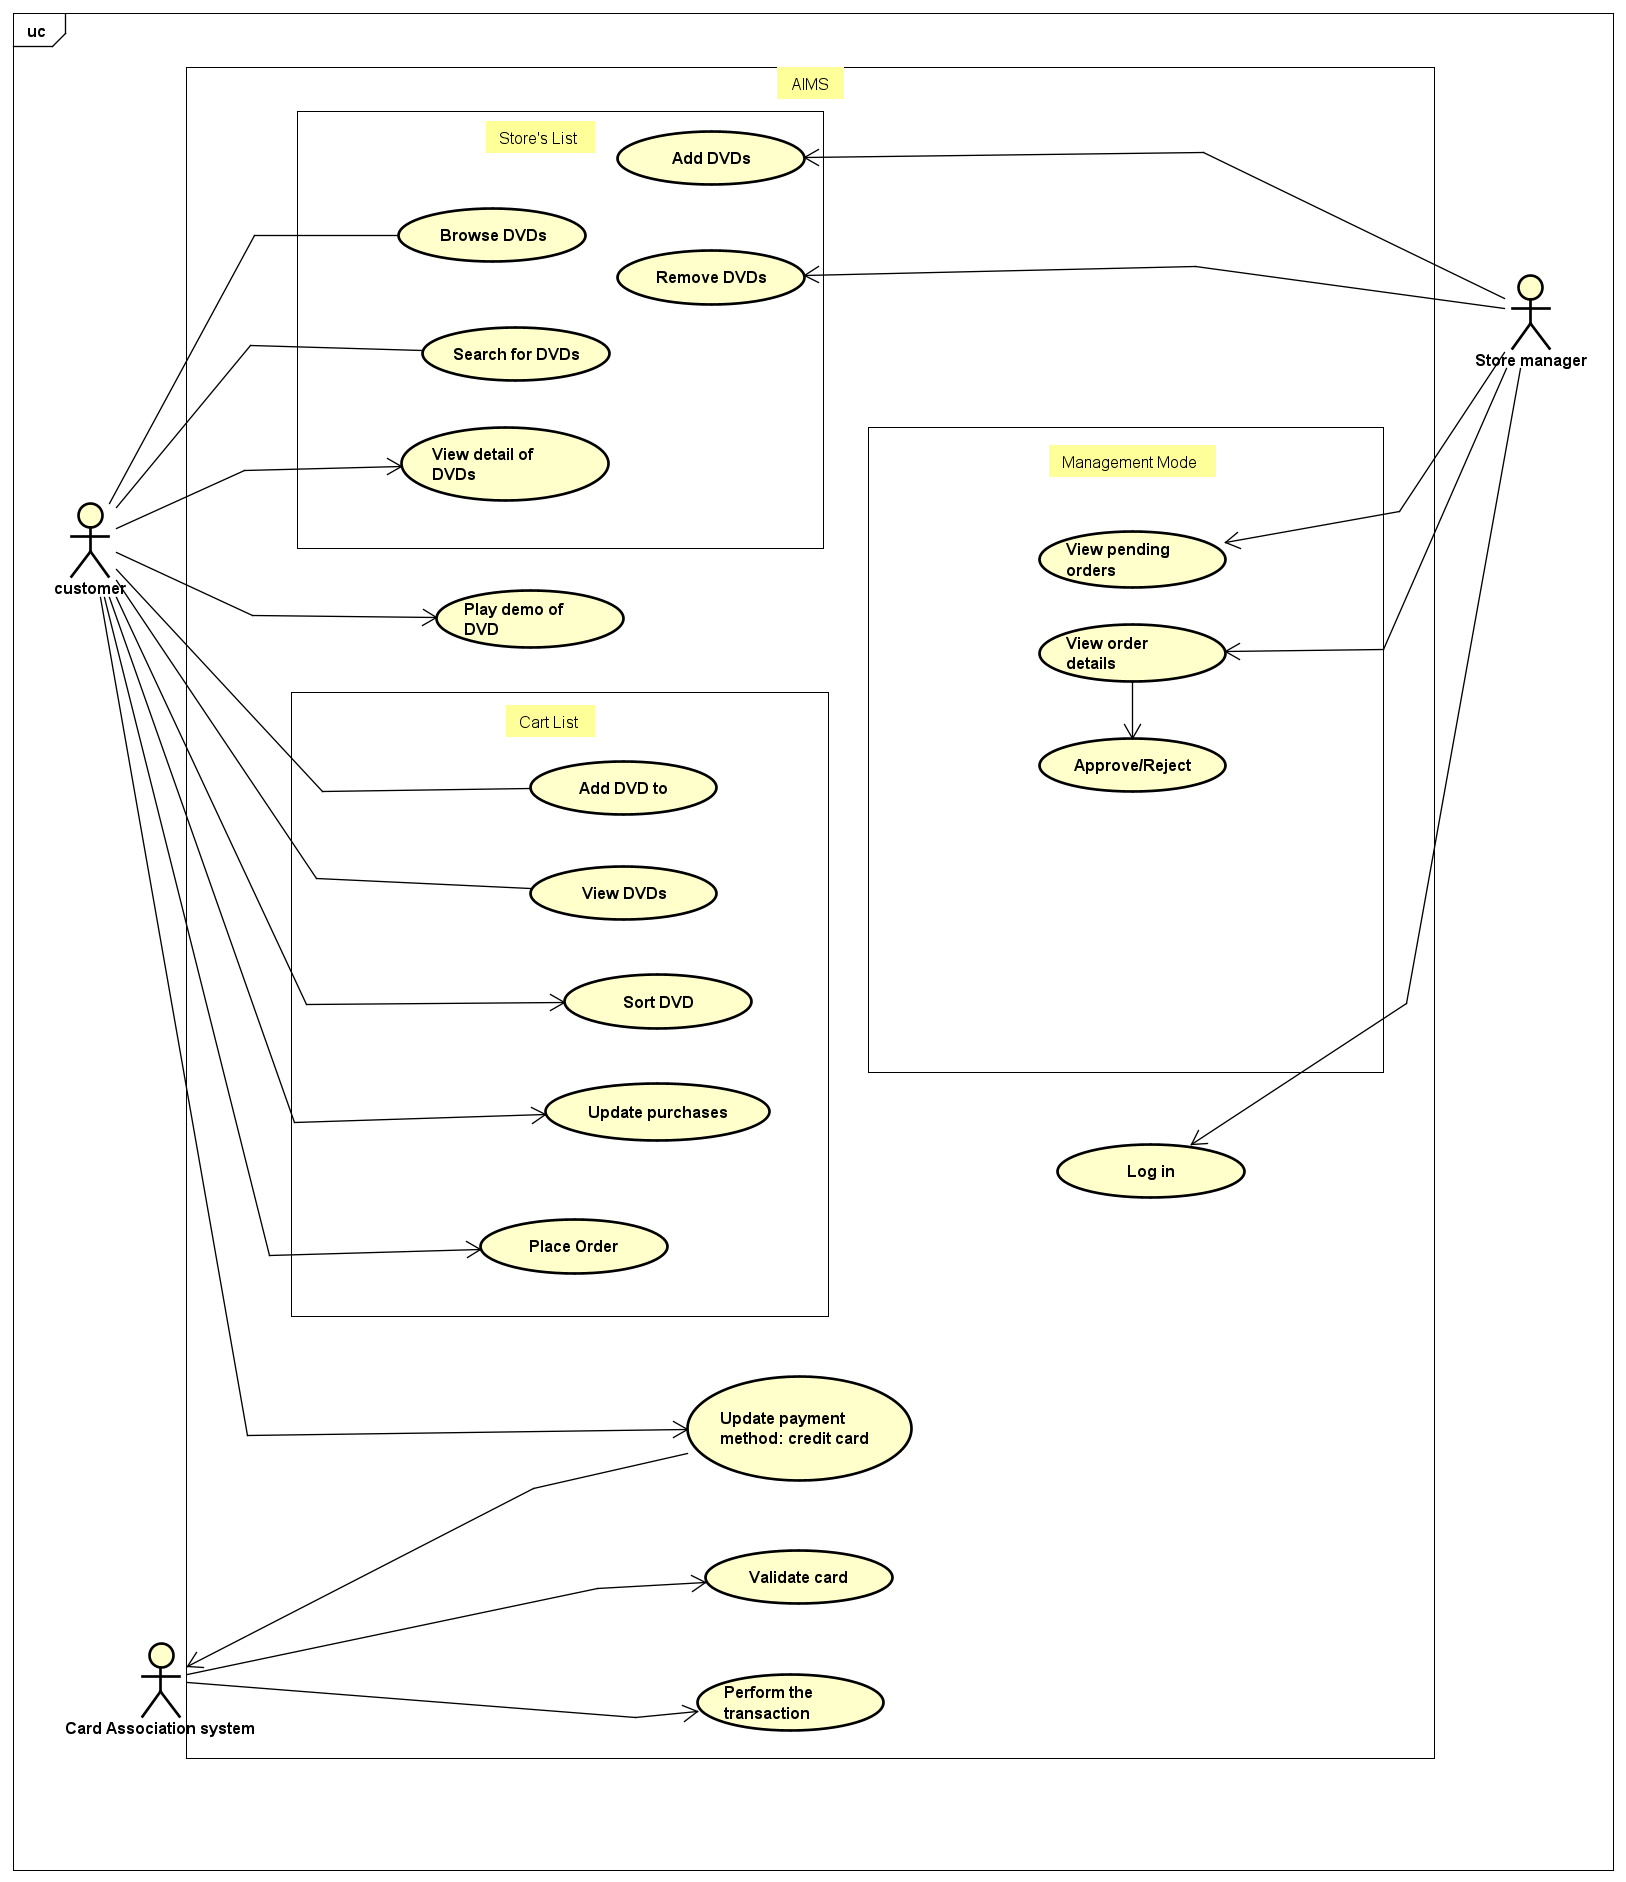 uc
AIMS
Store's List
Add DVDs
Browse DVDs
Remove DVDs
Search for DVDs
Store manager
View detail of
DVDs
Management Mode
View pending
orders
customer
Play demo of
DVD
View order
details
Cart List
Approve/Reject
Add DVD to
View DVDs
Sort DVD
Update purchases
Log in
Place Order
Update payment
method: credit card
Validate card
Perform the
transaction
Card Association system